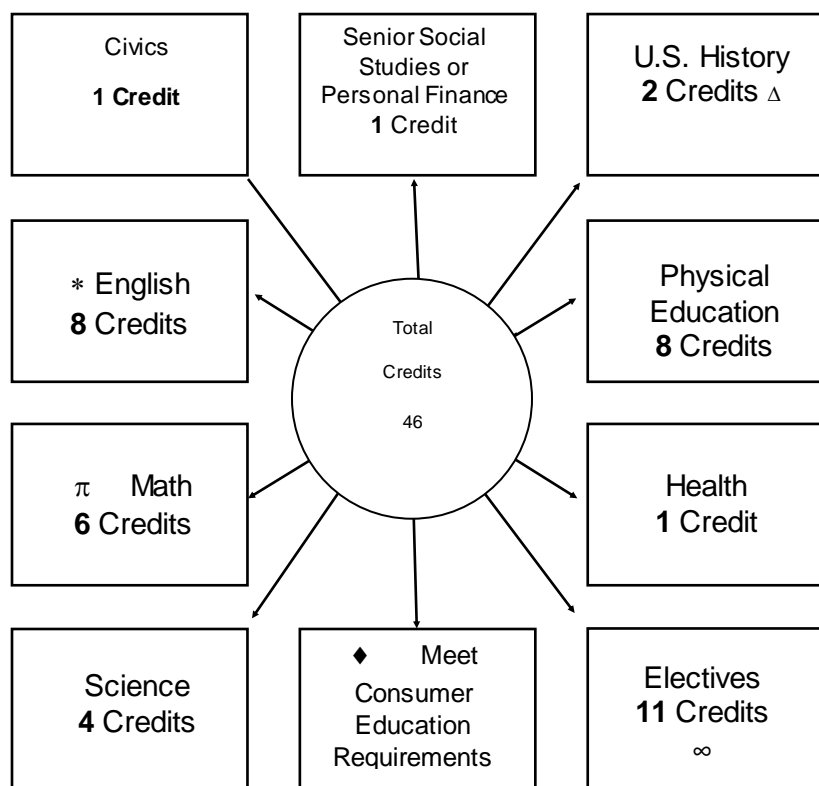 Civics
1 Credit
Senior Social
Studies or
Personal Finance
1 Credit
U.S. History
2 Credits Δ
* English
8 Credits
Total
Credits
46
Physical
Education
8 Credits
π Math
6 Credits
Health
1 Credit
Science
4 Credits
♦ Meet
Consumer
Education
Requirements
Electives
11 Credits
∞